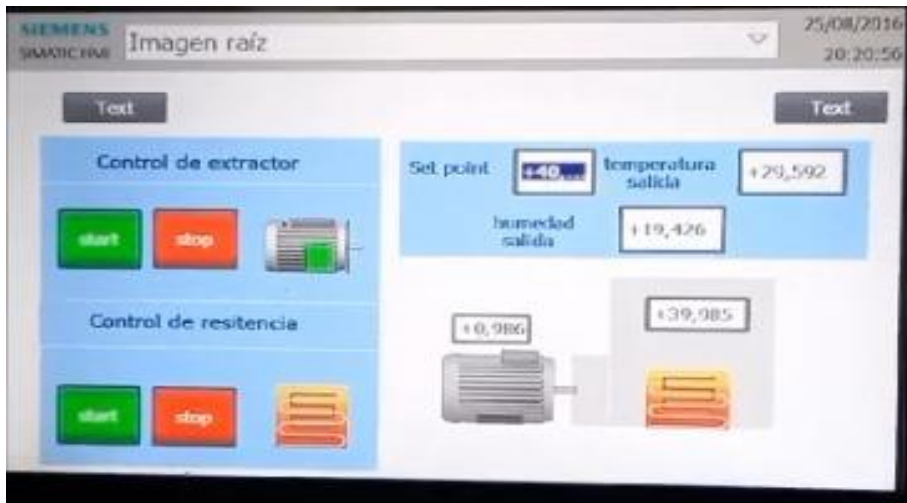 SIEMENS
SIMATIC HMI
Imagen raíz
25/08/2016
20:20:56
Text
Text
Control de extractor
start
stop
Control de resitencia
start
stop
Set point
+40,...
temperatura
salida
+29,592
humedad
salida
+19,426
+0,986
+39,985